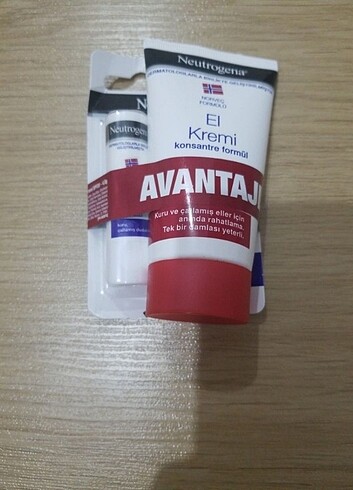 Neutrogena
NORVEÇ
FORMÜLÜ
El
Kremi
konsantre formül
AVANTAJ
Kuru ve çatlamış eller için
anında rahatlama.
Tek bir damlası yeterli.
Neutrogena